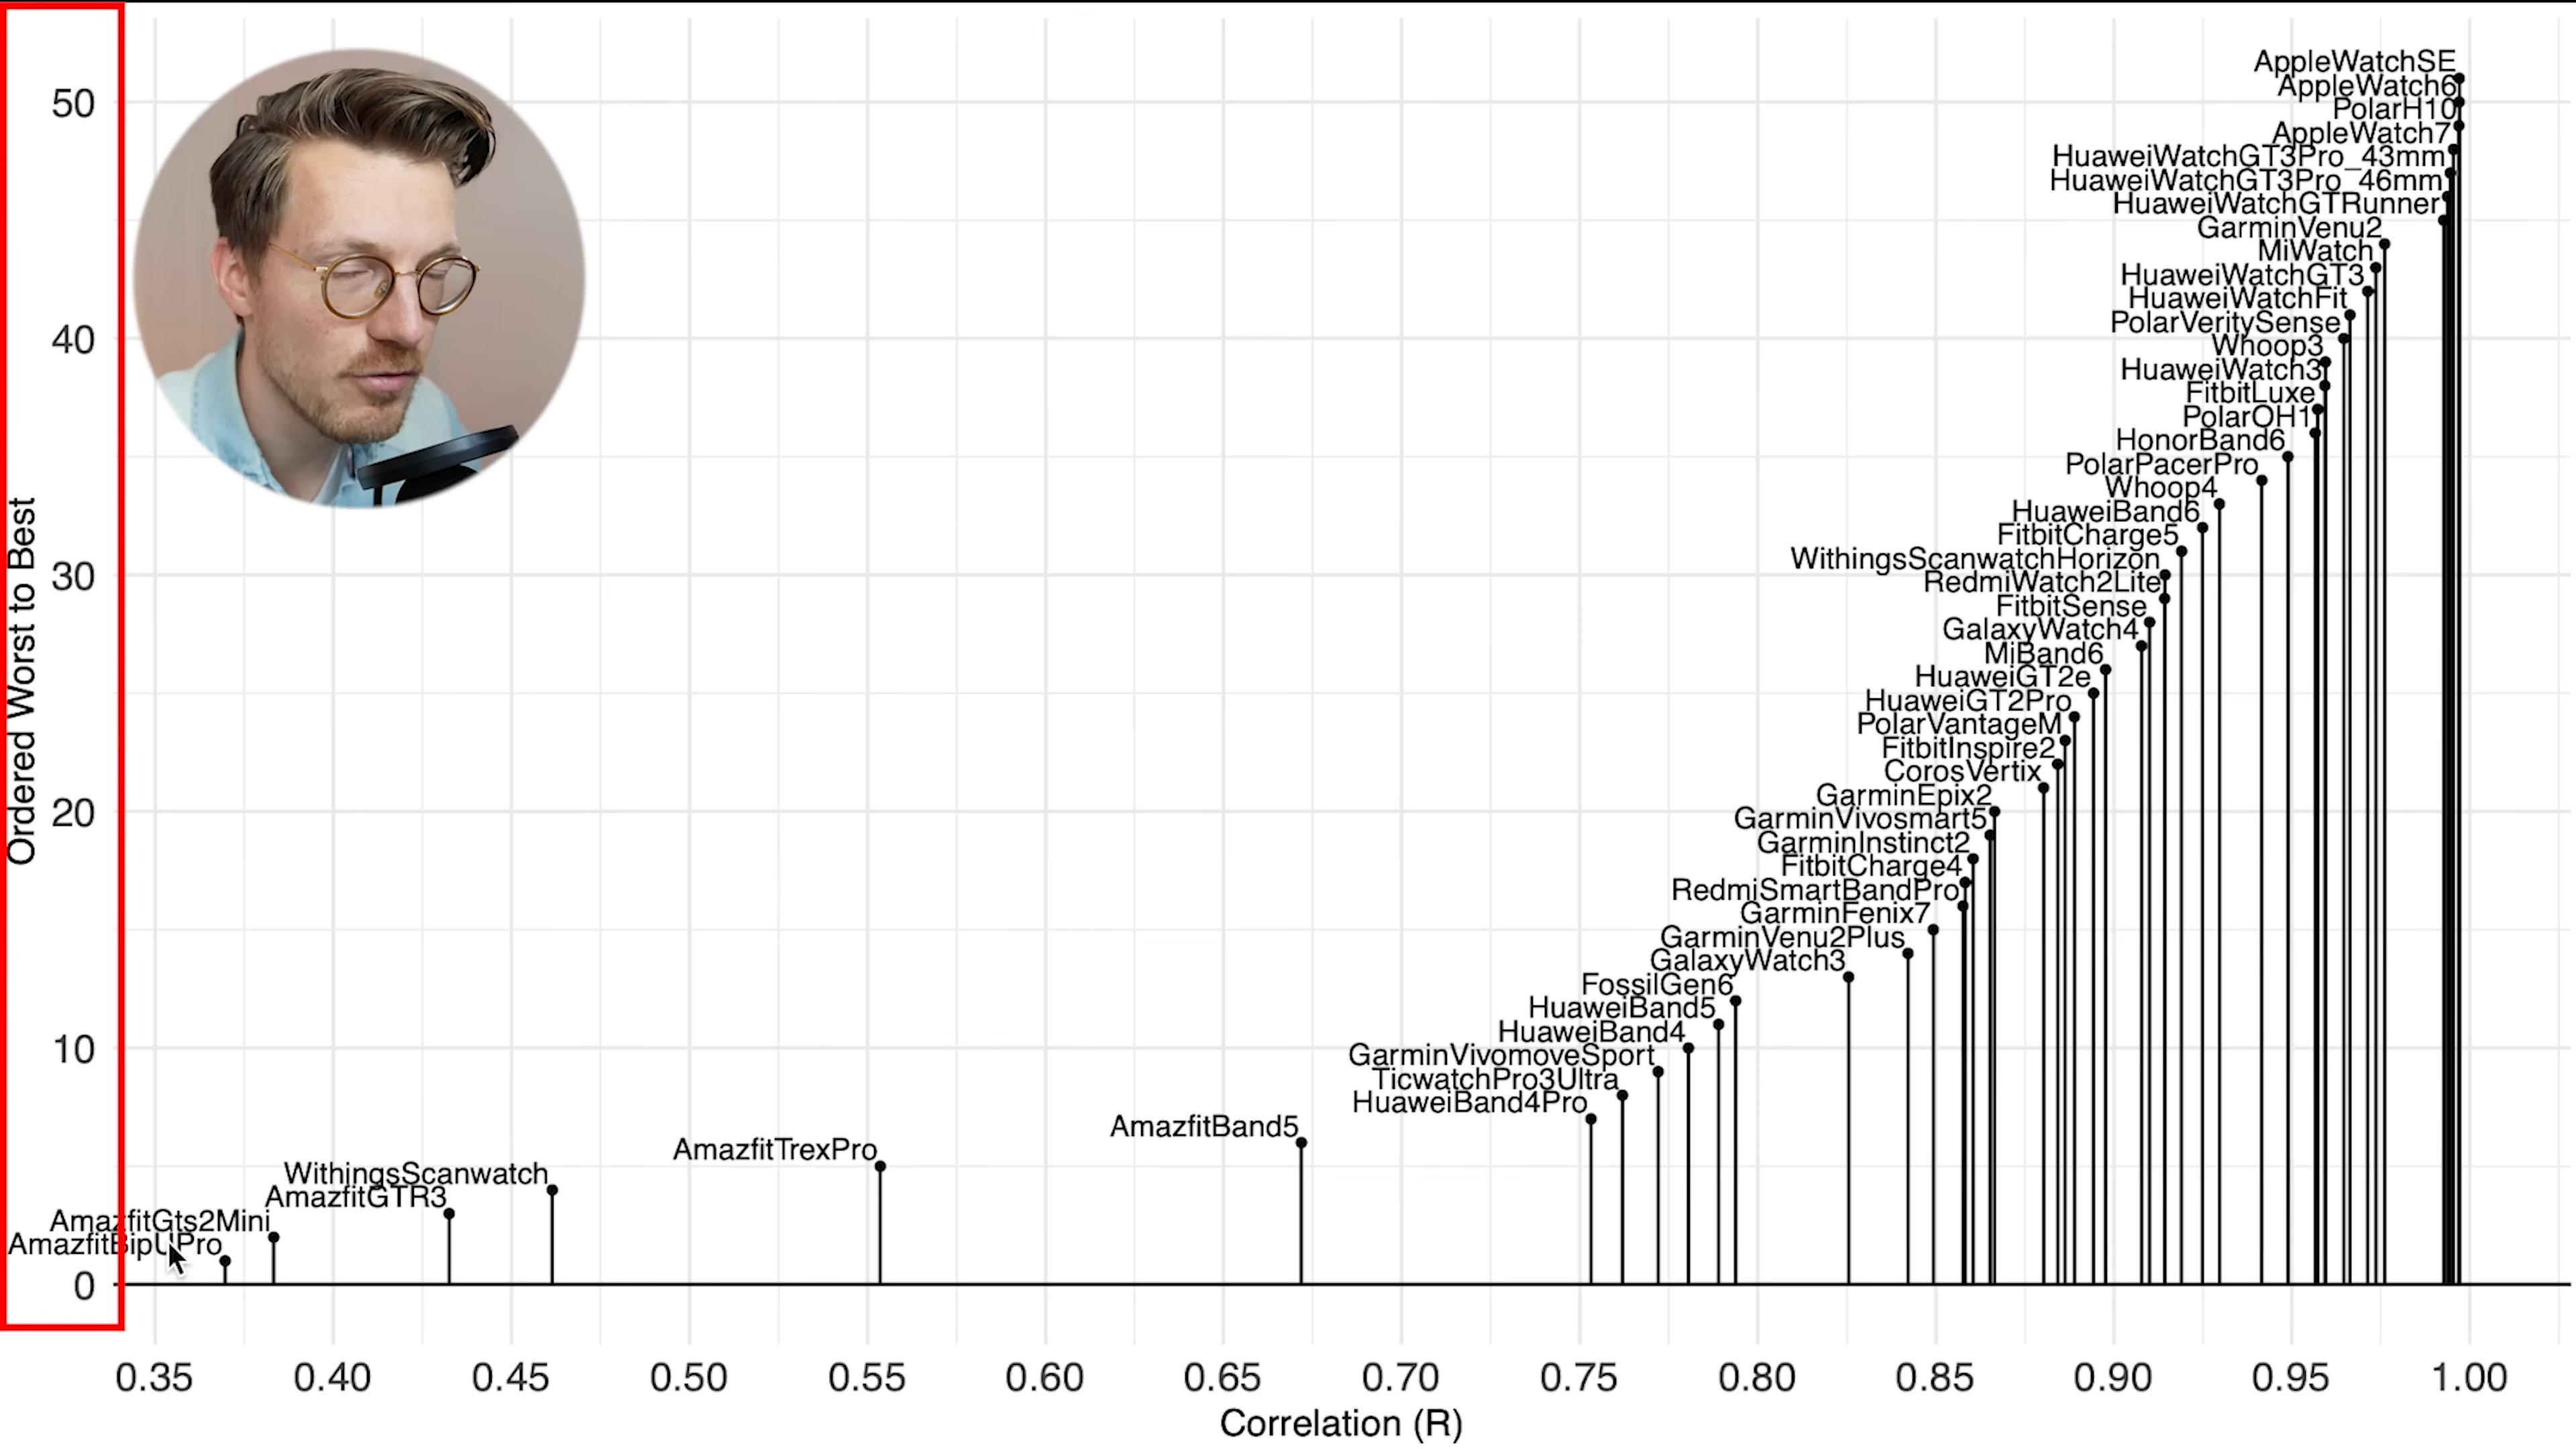 AppleWatchSE
AppleWatch6
PolarH10
AppleWatch7
HuaweiWatchGT3Pro_43mm
HuaweiWatchGT3Pro_46mm
HuaweiWatchGTRunner
GarminVenu2
MiWatch
HuaweiWatchGT3
HuaweiWatchFit
PolarVeritySense
Whoop3
HuaweiWatch3
FitbitLuxe
PolarOH1
HonorBand6
PolarPacerPro
Whoop4
HuaweiBand6
FitbitCharge5
WithingsScanwatchHorizon
RedmiWatch2Lite
FitbitSense
GalaxyWatch4
MiBand6
HuaweiGT2e
HuaweiGT2Pro
PolarVantageM
FitbitInspire2
CorosVertix
GarminEpix2
GarminVivosmart5
GarminInstinct2
FitbitCharge4
RedmiSmartBandPro
GarminFenix7
GarminVenu2Plus
GalaxyWatch3
FossilGen6
HuaweiBand5
HuaweiBand4
GarminVivomoveSport
TicwatchPro3Ultra
HuaweiBand4Pro
AmazfitBand5
AmazfitTrexPro
WithingsScanwatch
AmazfitGTR3
AmazfitGts2Mini
AmazfitBipUPro
Ordered Worst to Best
50
40
30
20
10
0
0.35 0.40 0.45 0.50 0.55 0.60 0.65 0.70 0.75 0.80 0.85 0.90 0.95 1.00
Correlation (R)